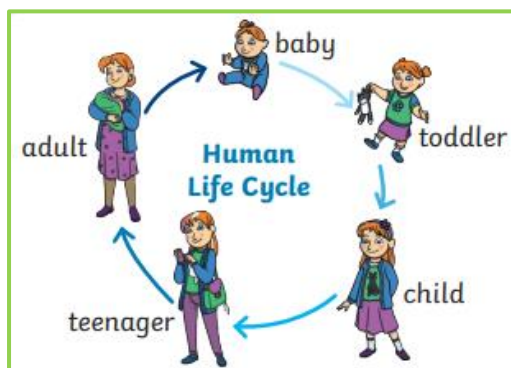 Human
Life Cycle
baby
toddler
child
teenager
adult